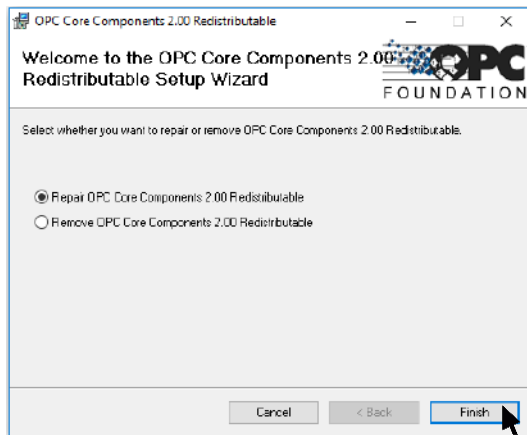 OPC Core Components 2.00 Redistributable
Welcome to the OPC Core Components 2.00
Redistributable Setup Wizard
OPC
FOUNDATION
Select whether you want to repair or remove OPC Core Components 2.00 Redistributable.
Repair OPC Core Components 2.00 Redistributable
Remove OPC Core Components 2.00 Redistributable
Cancel
< Back
Finish